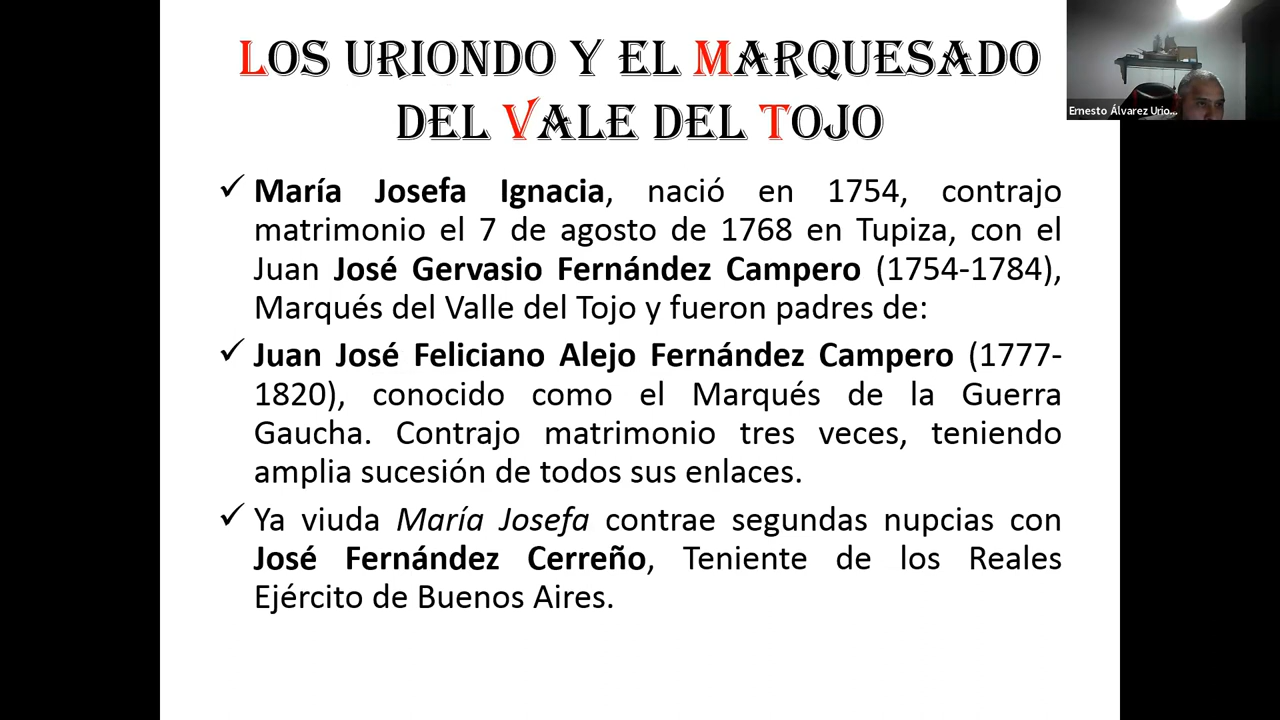 LOS URIONDO Y EL MARQUESADO
DEL VALE DEL TOJO
Ernesto Álvarez Urio...
✓ María Josefa Ignacia, nació en 1754, contrajo
matrimonio el 7 de agosto de 1768 en Tupiza, con el
Juan José Gervasio Fernández Campero (1754-1784),
Marqués del Valle del Tojo y fueron padres de:
✓ Juan José Feliciano Alejo Fernández Campero (1777-
1820), conocido como el Marqués de la Guerra
Gaucha. Contrajo matrimonio tres veces, teniendo
amplia sucesión de todos sus enlaces.
✓ Ya viuda María Josefa contrae segundas nupcias con
José Fernández Cerreño, Teniente de los Reales
Ejército de Buenos Aires.